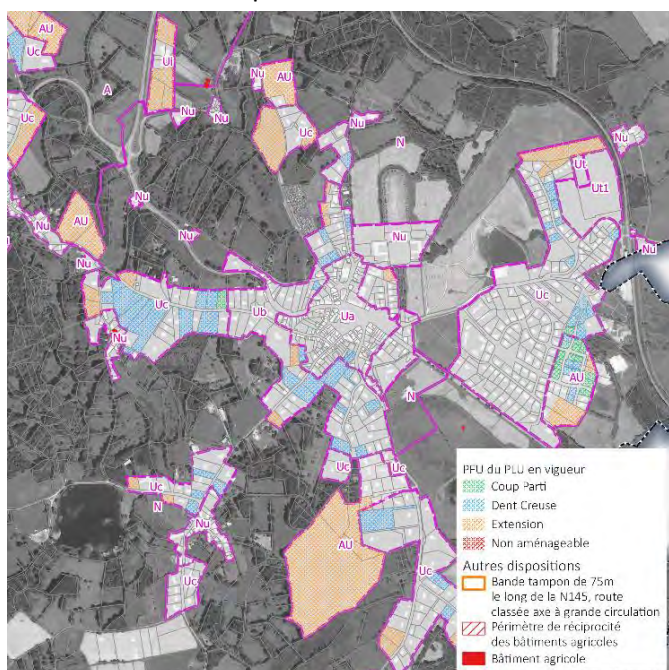 AU
Uc
A
Ui
Nu
AU
Nu
Nu
Nu
Uc
Nu
N
Uc
Nu
Ut
Ut1
Nu
AU
Nu
Nu
Nu
Nu
Uc
Ub
Ua
Uc
Nu
AU
N
Uc
Uc
Uc
N
Nu
AU
Uc
Uc
PFU du PLU en vigueur
Coup Parti
Dent Creuse
Extension
Non aménageable
Autres dispositions
Bande tampon de 75m
le long de la N145, route
classée axe à grande circulation
Périmètre de réciprocité
des bâtiments agricoles
Bâtiment agricole